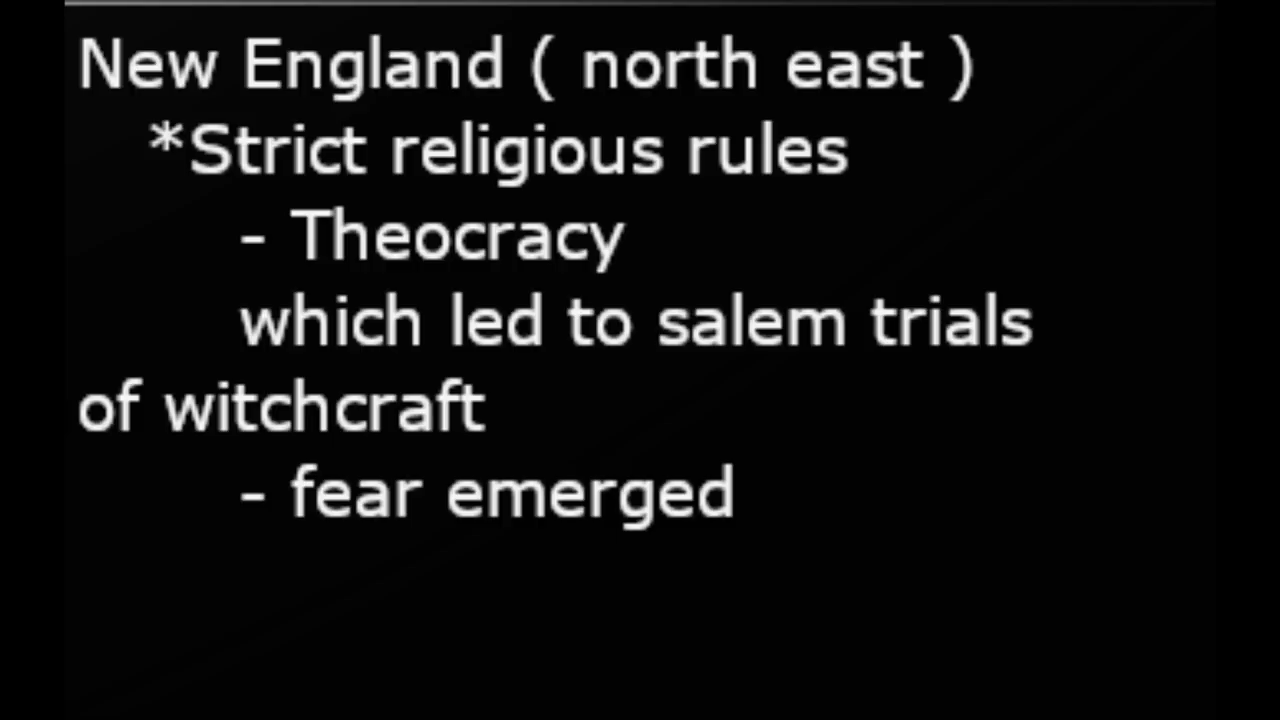 New England ( north east )
*Strict religious rules
- Theocracy
which led to salem trials
of witchcraft
- fear emerged